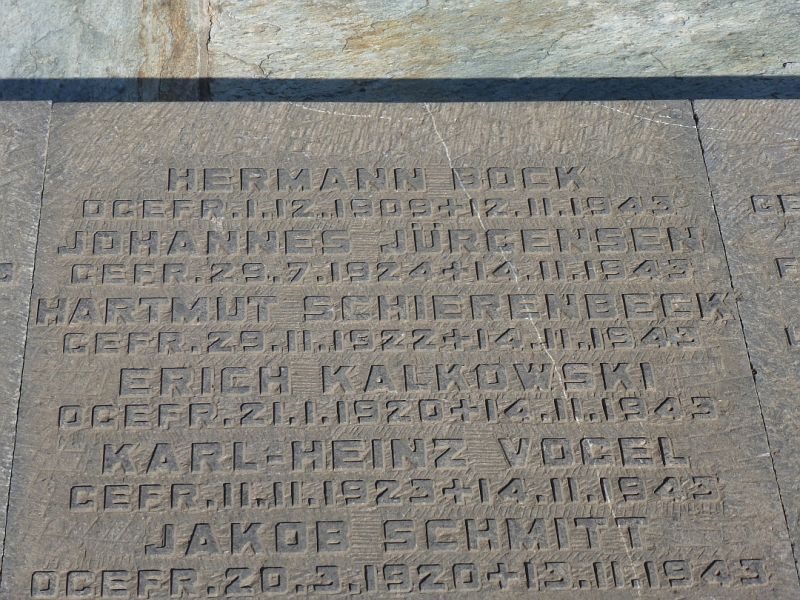 HERMANN BOCK
OGEFR. 1.12.1909 + 12.11.1943
JOHANNES JÜRGENSEN
GEFR. 29.7.1924 + 14.11.1943
HARTMUT SCHIERENBECK
GEFR. 29.11.1922 + 14.11.1943
ERICH KALKOWSKI
OGEFR. 21.1.1920 + 14.11.1943
KARL-HEINZ VOGEL
GEFR. 11.11.1923 + 14.11.1943
JAKOB SCHMITT
OGEFR. 20.3.1920 + 13.11.1943